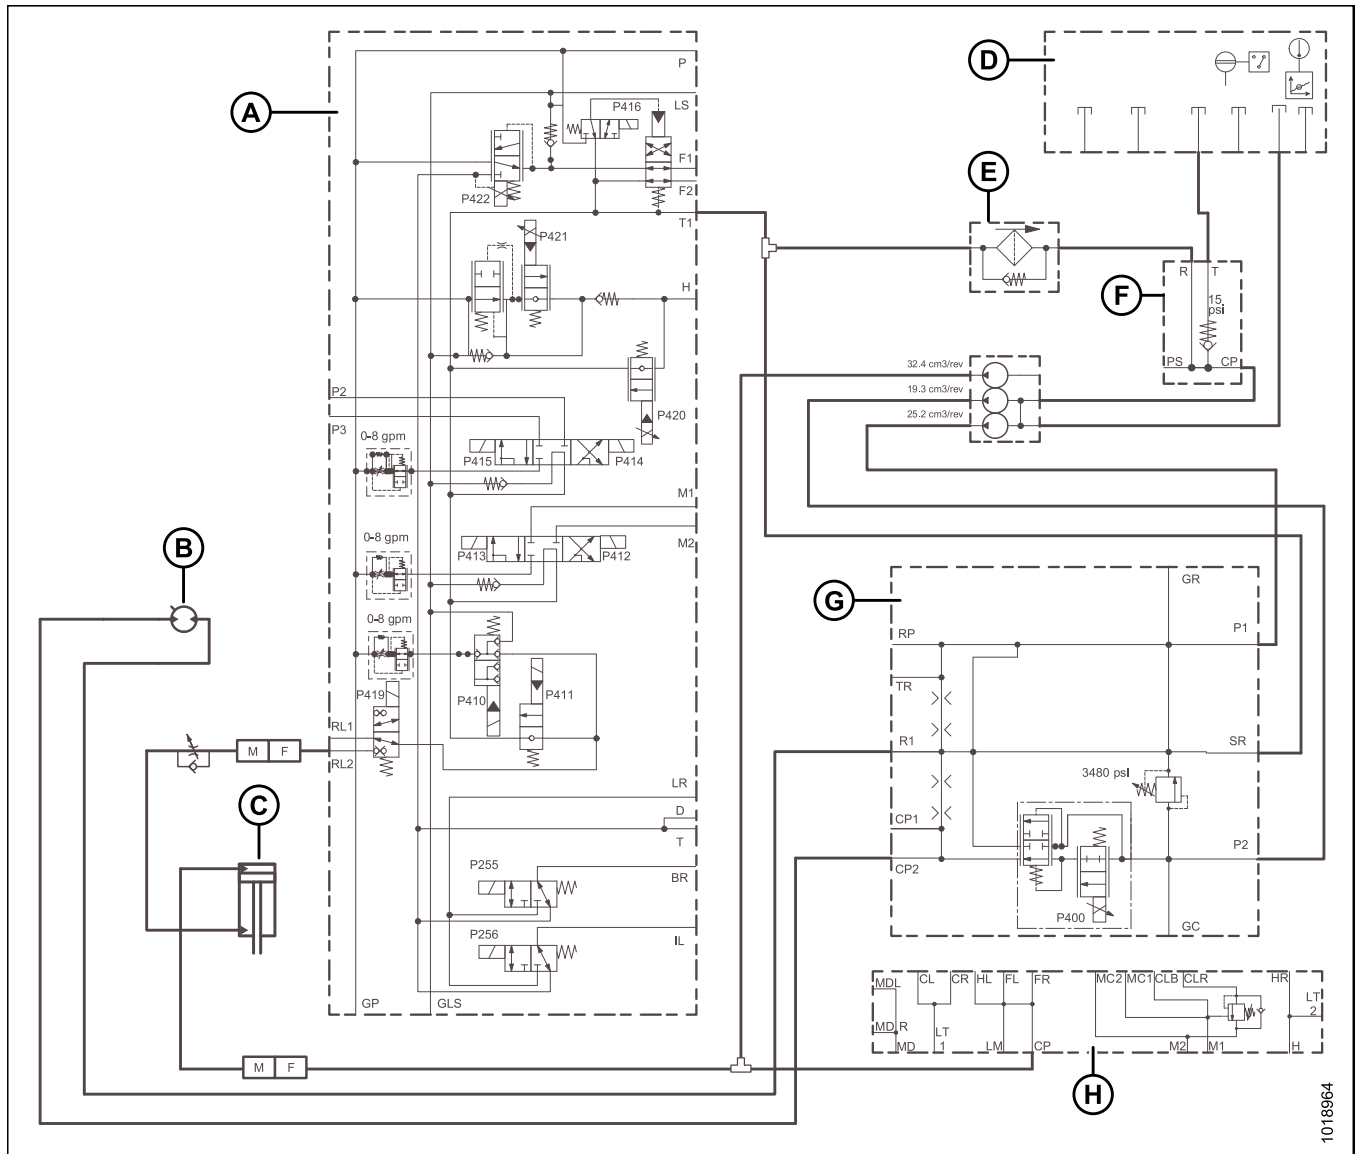 P
D
LS
P416
A
F1
E
F2
P422
T1
P421
R
T
H
F
15
psi
32.4 cm3/rev
PS
CP
P2
19.3 cm3/rev
25.2 cm3/rev
P420
P3
0-8 gpm
P415
P414
M1
B
0-8 gpm
M2
P413
P412
GR
G
0-8 gpm
RP
P1
P419
P410
P411
TR
RL1
R1
SR
M F
RL2
3480 psI
LR
C
D
CP1
T
P2
P255
CP2
BR
P400
P256
IL
GC
GP
GLS
MDL
CL
CR
HL
FL
FR
MC2
MC1
CLB
CLR
HR
LT
2
MD R
LT
1
MD
LM
CP
M2
M1
H
M F
H
1018964